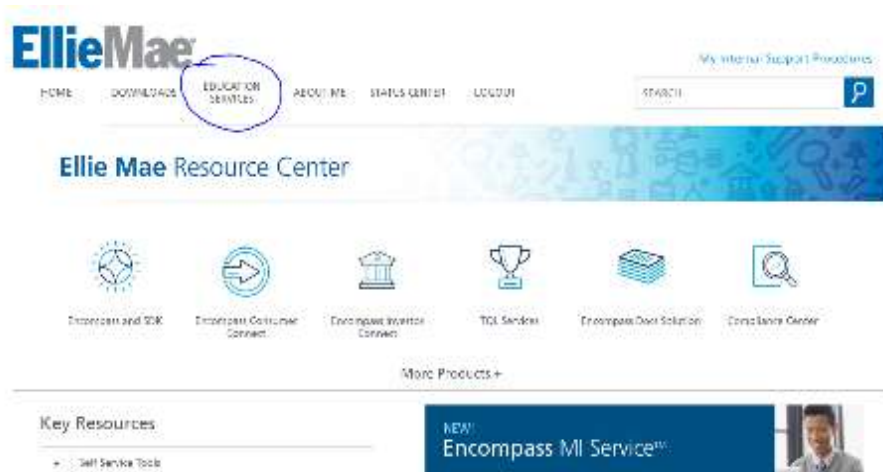 EllieMae
My Internal Support Procedures
HOME DOWNLOADS EDUCATION SERVICES ABOUT ME STATUS CENTER LOGOUT SEARCH
Ellie Mae Resource Center
Encompass and SDK
Encompass Consumer Connect
Encompass Investor Connect
TQL Services
Encompass Docs Solution
Compliance Center
More Products +
Key Resources
+ Self Service Tools
NEW!
Encompass MI Service℠